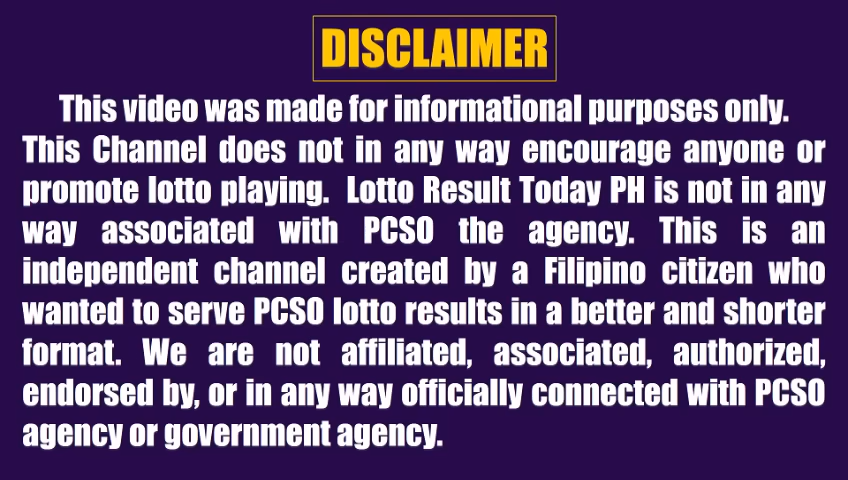 DISCLAIMER
This video was made for informational purposes only.
This Channel does not in any way encourage anyone or
promote lotto playing. Lotto Result Today PH is not in any
way associated with PCSO the agency. This is an
independent channel created by a Filipino citizen who
wanted to serve PCSO lotto results in a better and shorter
format. We are not affiliated, associated, authorized,
endorsed by, or in any way officially connected with PCSO
agency or government agency.